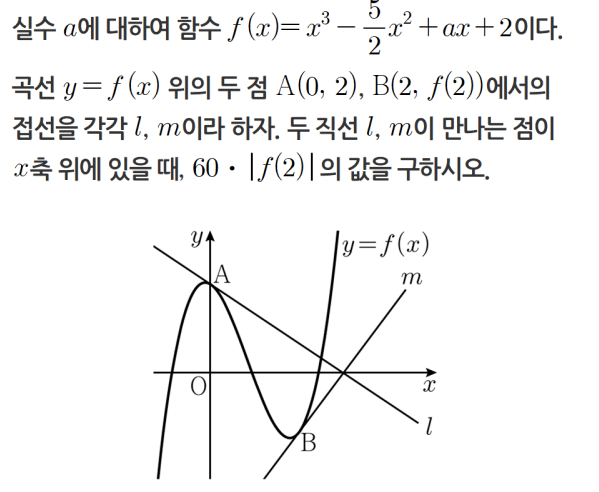 실수 a에 대하여 함수 f(x)=x³−5/2x²+ax+2이다.
곡선 y=f(x) 위의 두 점 A(0, 2), B(2, f(2))에서의
접선을 각각 l, m이라 하자. 두 직선 l, m이 만나는 점이
x축 위에 있을 때, 60・|f(2)|의 값을 구하시오.
y
y=f(x)
A
m
O
x
B
l